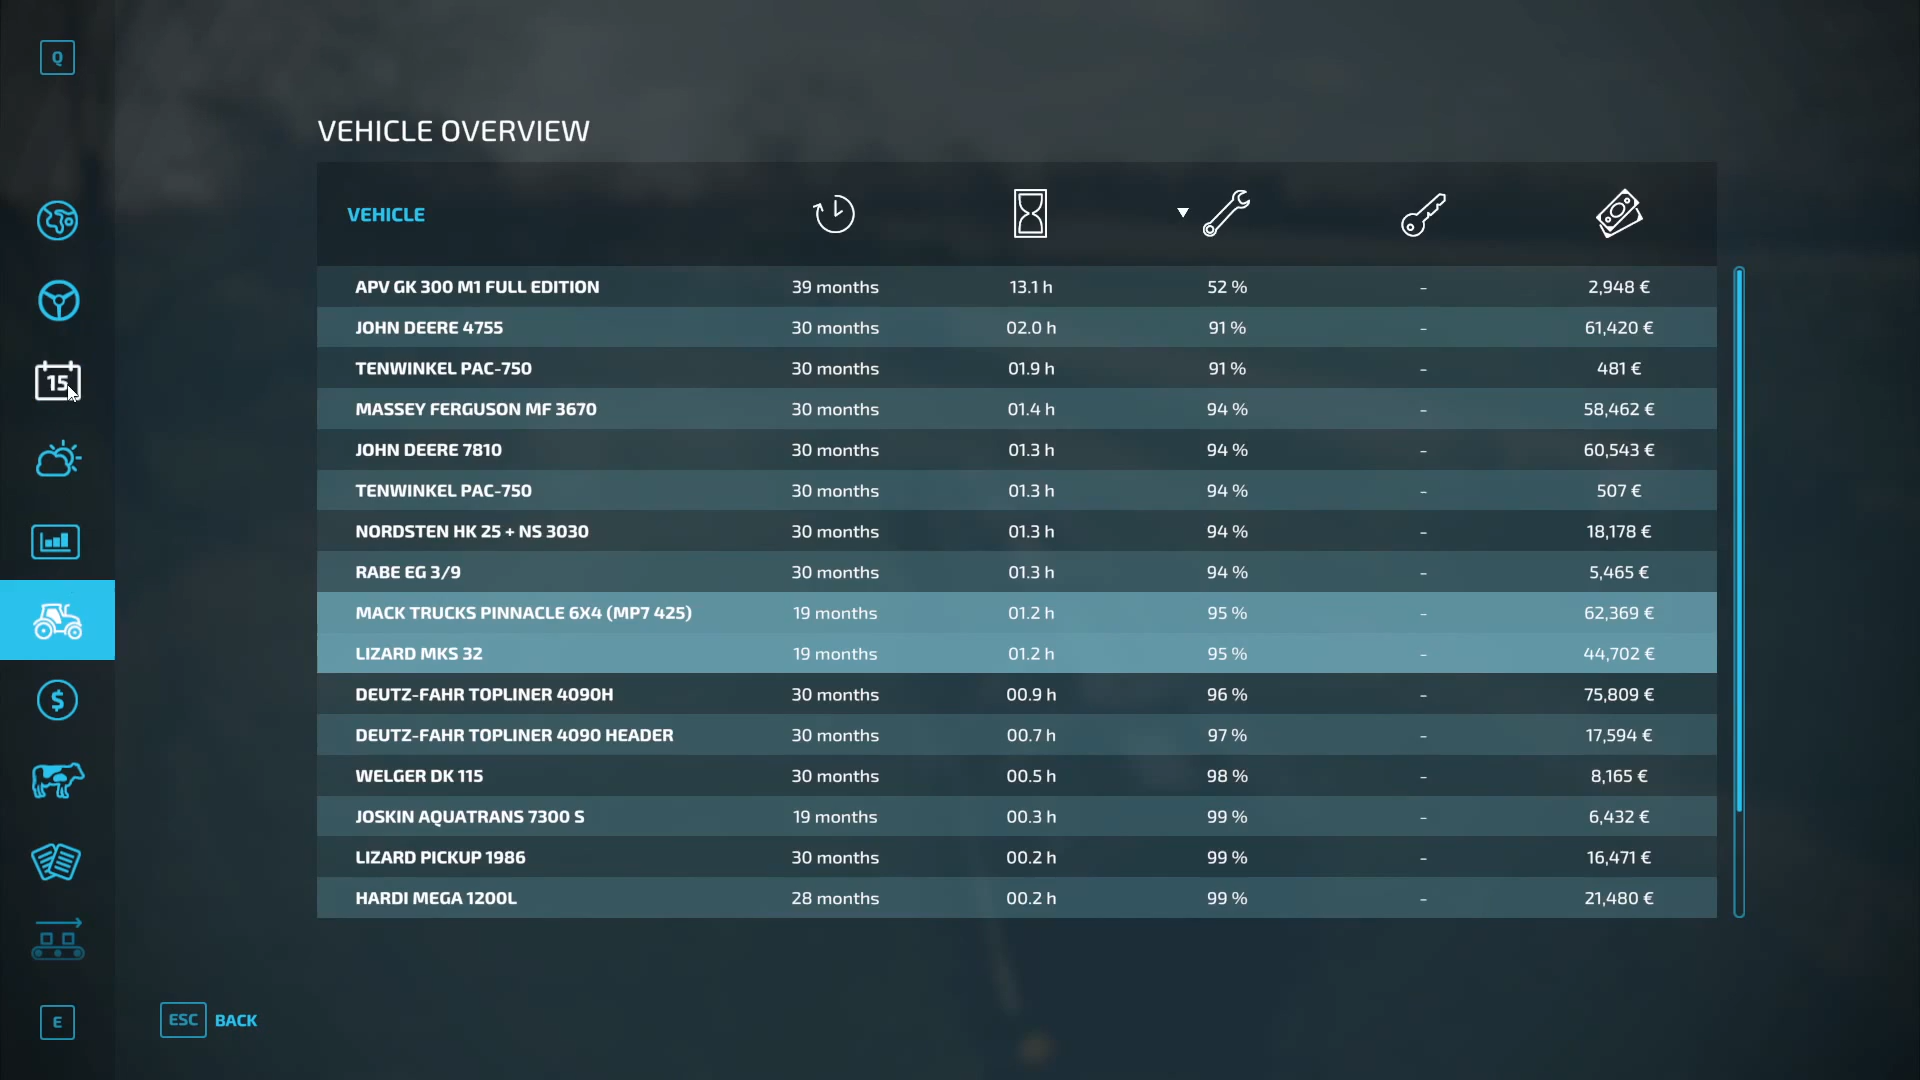 Q
VEHICLE OVERVIEW
VEHICLE
APV GK 300 M1 FULL EDITION 39 months 13.1 h 52 % - 2,948 €
JOHN DEERE 4755 30 months 02.0 h 91 % - 61,420 €
TENWINKEL PAC-750 30 months 01.9 h 91 % - 481 €
15
MASSEY FERGUSON MF 3670 30 months 01.4 h 94 % - 58,462 €
JOHN DEERE 7810 30 months 01.3 h 94 % - 60,543 €
TENWINKEL PAC-750 30 months 01.3 h 94 % - 507 €
NORDSTEN HK 25 + NS 3030 30 months 01.3 h 94 % - 18,178 €
RABE EG 3/9 30 months 01.3 h 94 % - 5,465 €
MACK TRUCKS PINNACLE 6X4 (MP7 425) 19 months 01.2 h 95 % - 62,369 €
LIZARD MKS 32 19 months 01.2 h 95 % - 44,702 €
DEUTZ-FAHR TOPLINER 4090H 30 months 00.9 h 96 % - 75,809 €
DEUTZ-FAHR TOPLINER 4090 HEADER 30 months 00.7 h 97 % - 17,594 €
WELGER DK 115 30 months 00.5 h 98 % - 8,165 €
JOSKIN AQUATRANS 7300 S 19 months 00.3 h 99 % - 6,432 €
LIZARD PICKUP 1986 30 months 00.2 h 99 % - 16,471 €
HARDI MEGA 1200L 28 months 00.2 h 99 % - 21,480 €
E
ESC BACK